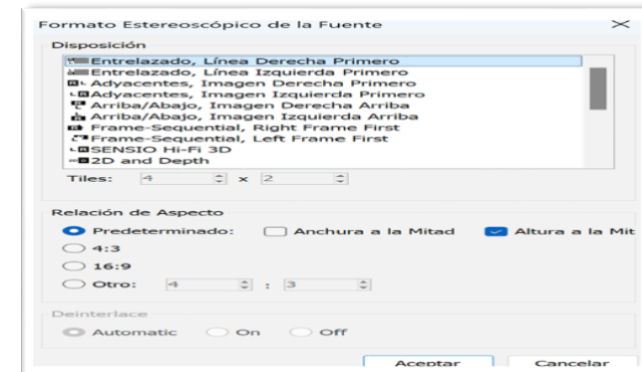 Formato Estereoscópico de la Fuente
Disposición
Entrelazado, Línea Derecha Primero
Entrelazado, Línea Izquierda Primero
Adyacentes, Imagen Derecha Primero
Adyacentes, Imagen Izquierda Primero
Arriba/Abajo, Imagen Derecha Arriba
Arriba/Abajo, Imagen Izquierda Arriba
Frame-Sequential, Right Frame First
Frame-Sequential, Left Frame First
SENSIO Hi-Fi 3D
2D and Depth
Tiles: 4 x 2
Relación de Aspecto
Predeterminado: Anchura a la Mitad Altura a la Mit
4:3
16:9
Otro: 4 : 3
Deinterlace
Automatic On Off
Aceptar Cancelar